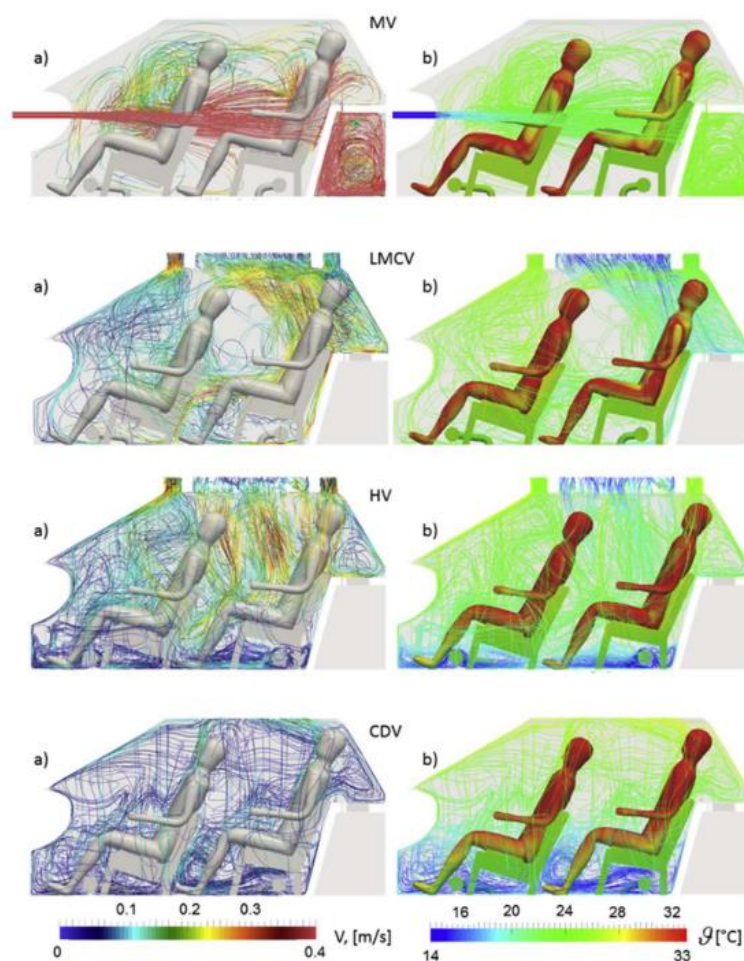 MV
a) b)
LMCV
a) b)
HV
a) b)
CDV
a) b)
0.1 0.2 0.3 16 20 24 28 32
0 V, [m/s] 0.4 14 33 𝜗[°C]